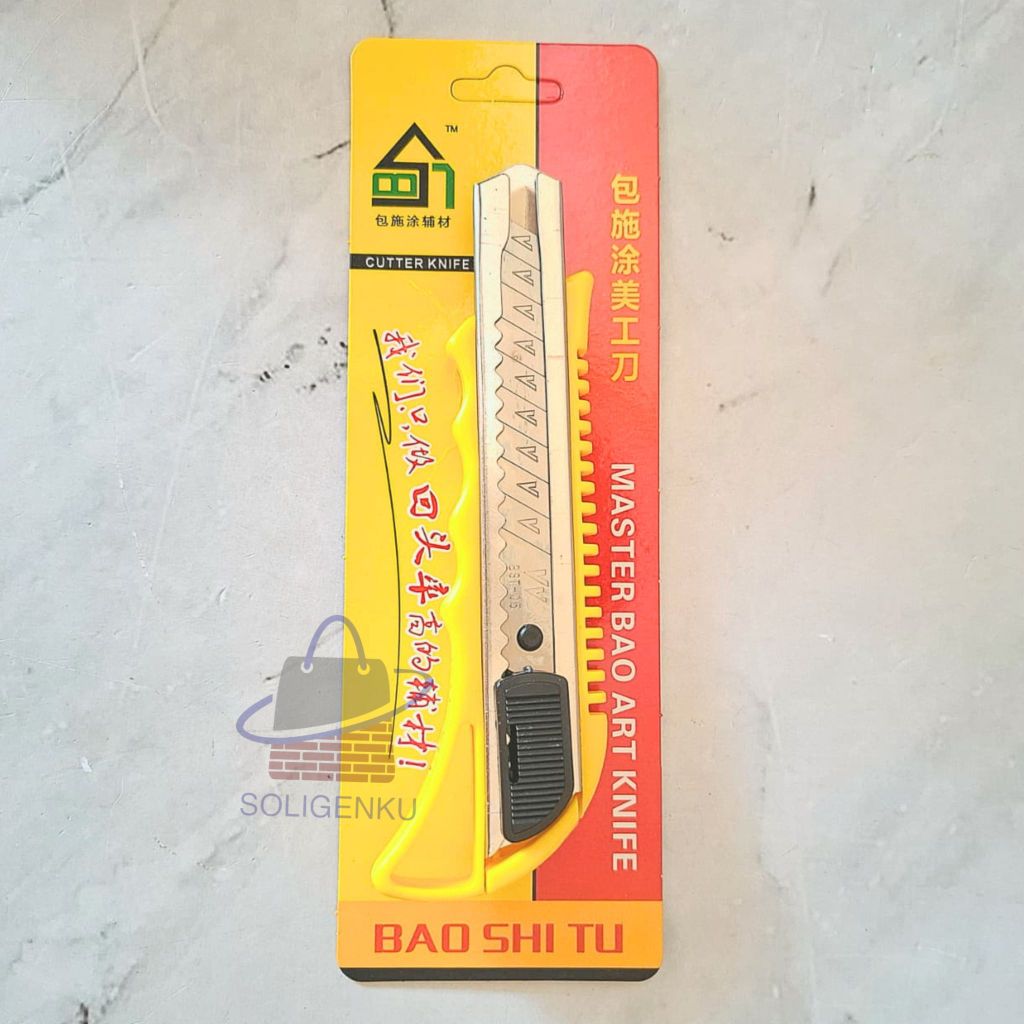 TM
包施涂辅材
CUTTER KNIFE
我们只做回头率高的辅材!
包施涂美工刀
MASTER BAO ART KNIFE
SOLIGENKU
BAO SHI TU